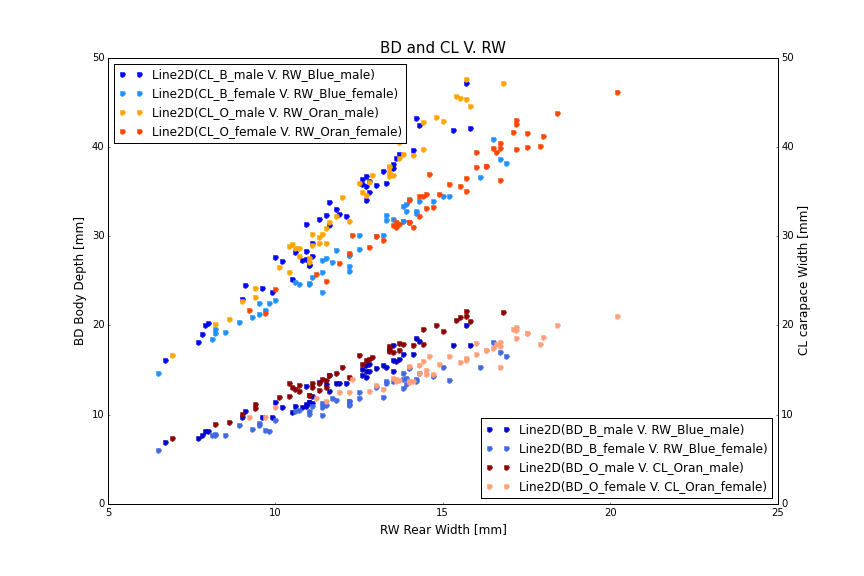 BD and CL V. RW
50
40
30
20
10
0
BD Body Depth [mm]
Line2D(CL_B_male V. RW_Blue_male)
Line2D(CL_B_female V. RW_Blue_female)
Line2D(CL_O_male V. RW_Oran_male)
Line2D(CL_O_female V. RW_Oran_female)
50
40
30
20
10
0
CL carapace Width [mm]
Line2D(BD_B_male V. RW_Blue_male)
Line2D(BD_B_female V. RW_Blue_female)
Line2D(BD_O_male V. CL_Oran_male)
Line2D(BD_O_female V. CL_Oran_female)
5 10 15 20 25
RW Rear Width [mm]